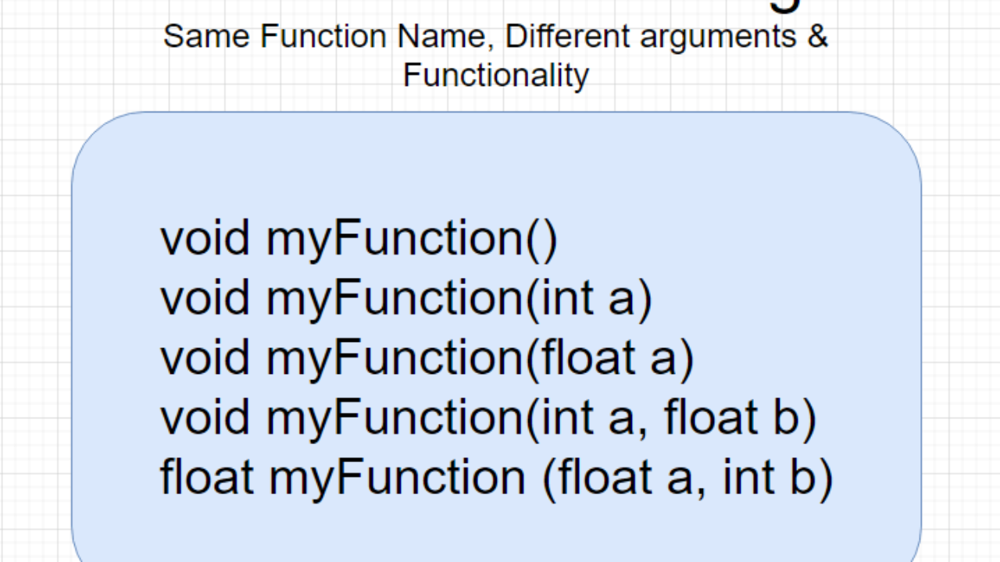 Same Function Name, Different arguments &
Functionality
void myFunction()
void myFunction(int a)
void myFunction(float a)
void myFunction(int a, float b)
float myFunction (float a, int b)